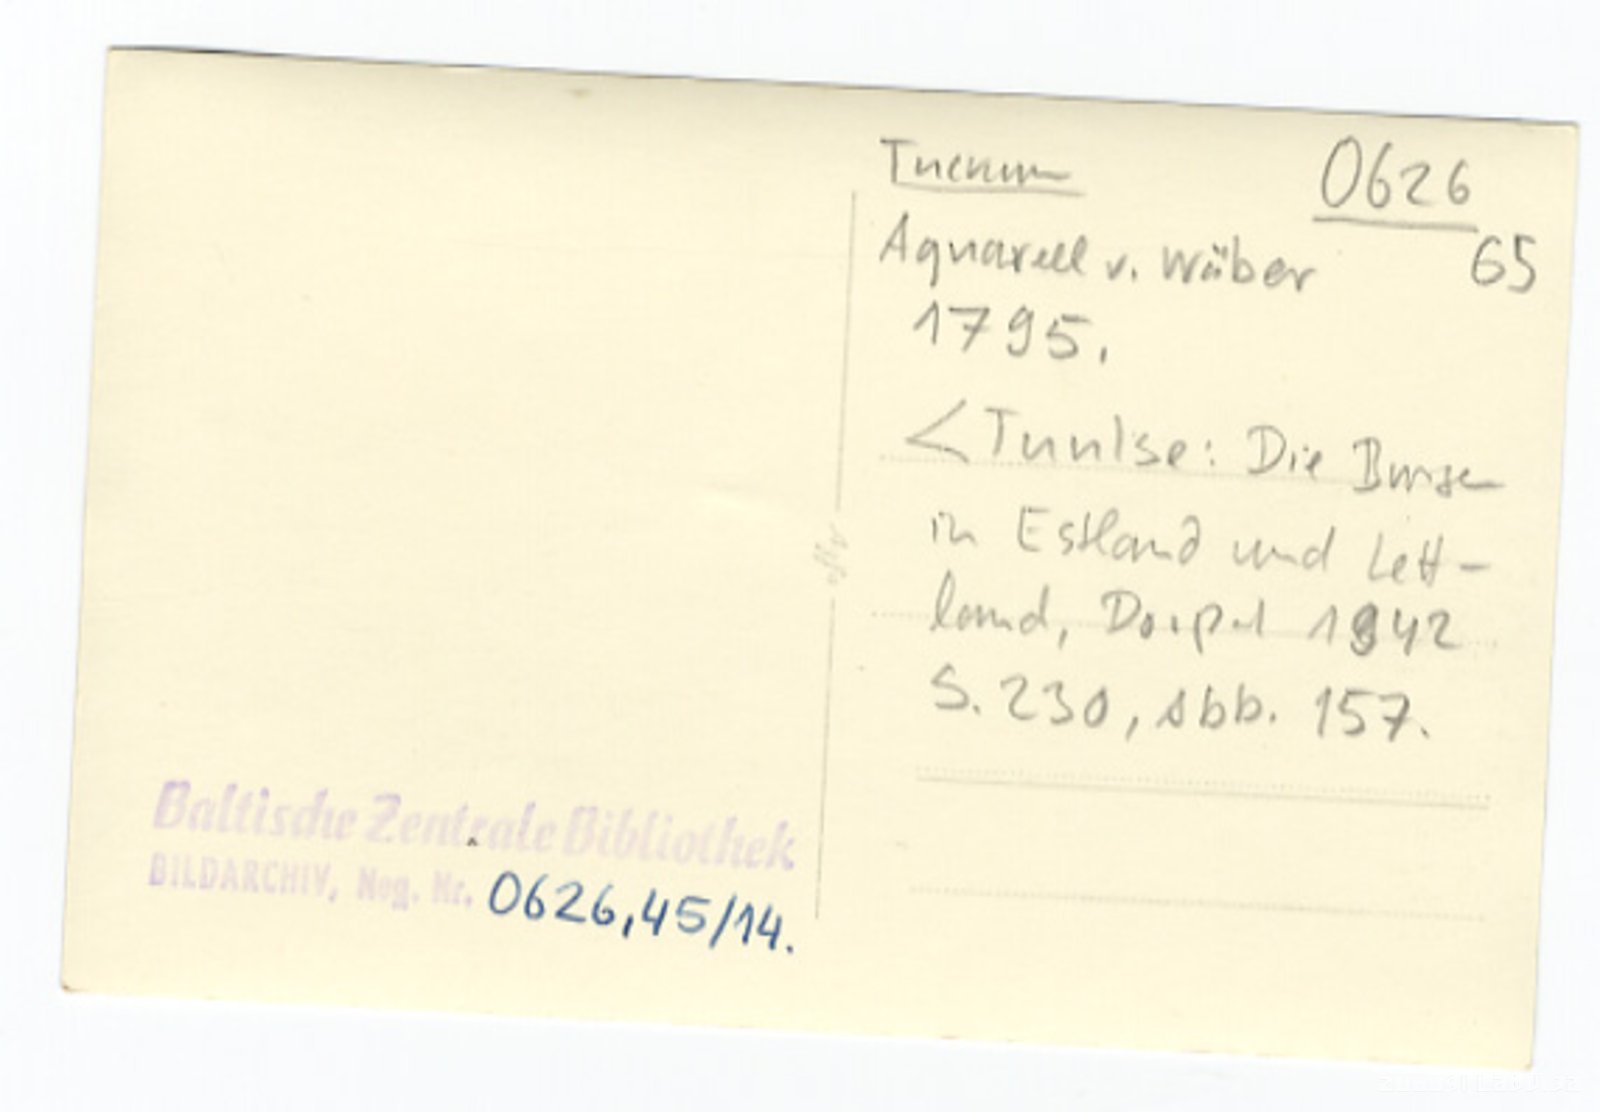 Tuckum
0626
65
Aquarell v. Wäber
1795.
< Tuulse: Die Burgen
in Estland und Lett-
land, Dorpat 1942
S. 230, Abb. 157.
Baltische Zentrale Bibliothek
BILDARCHIV, Neg. Nr. 0626,45/14.